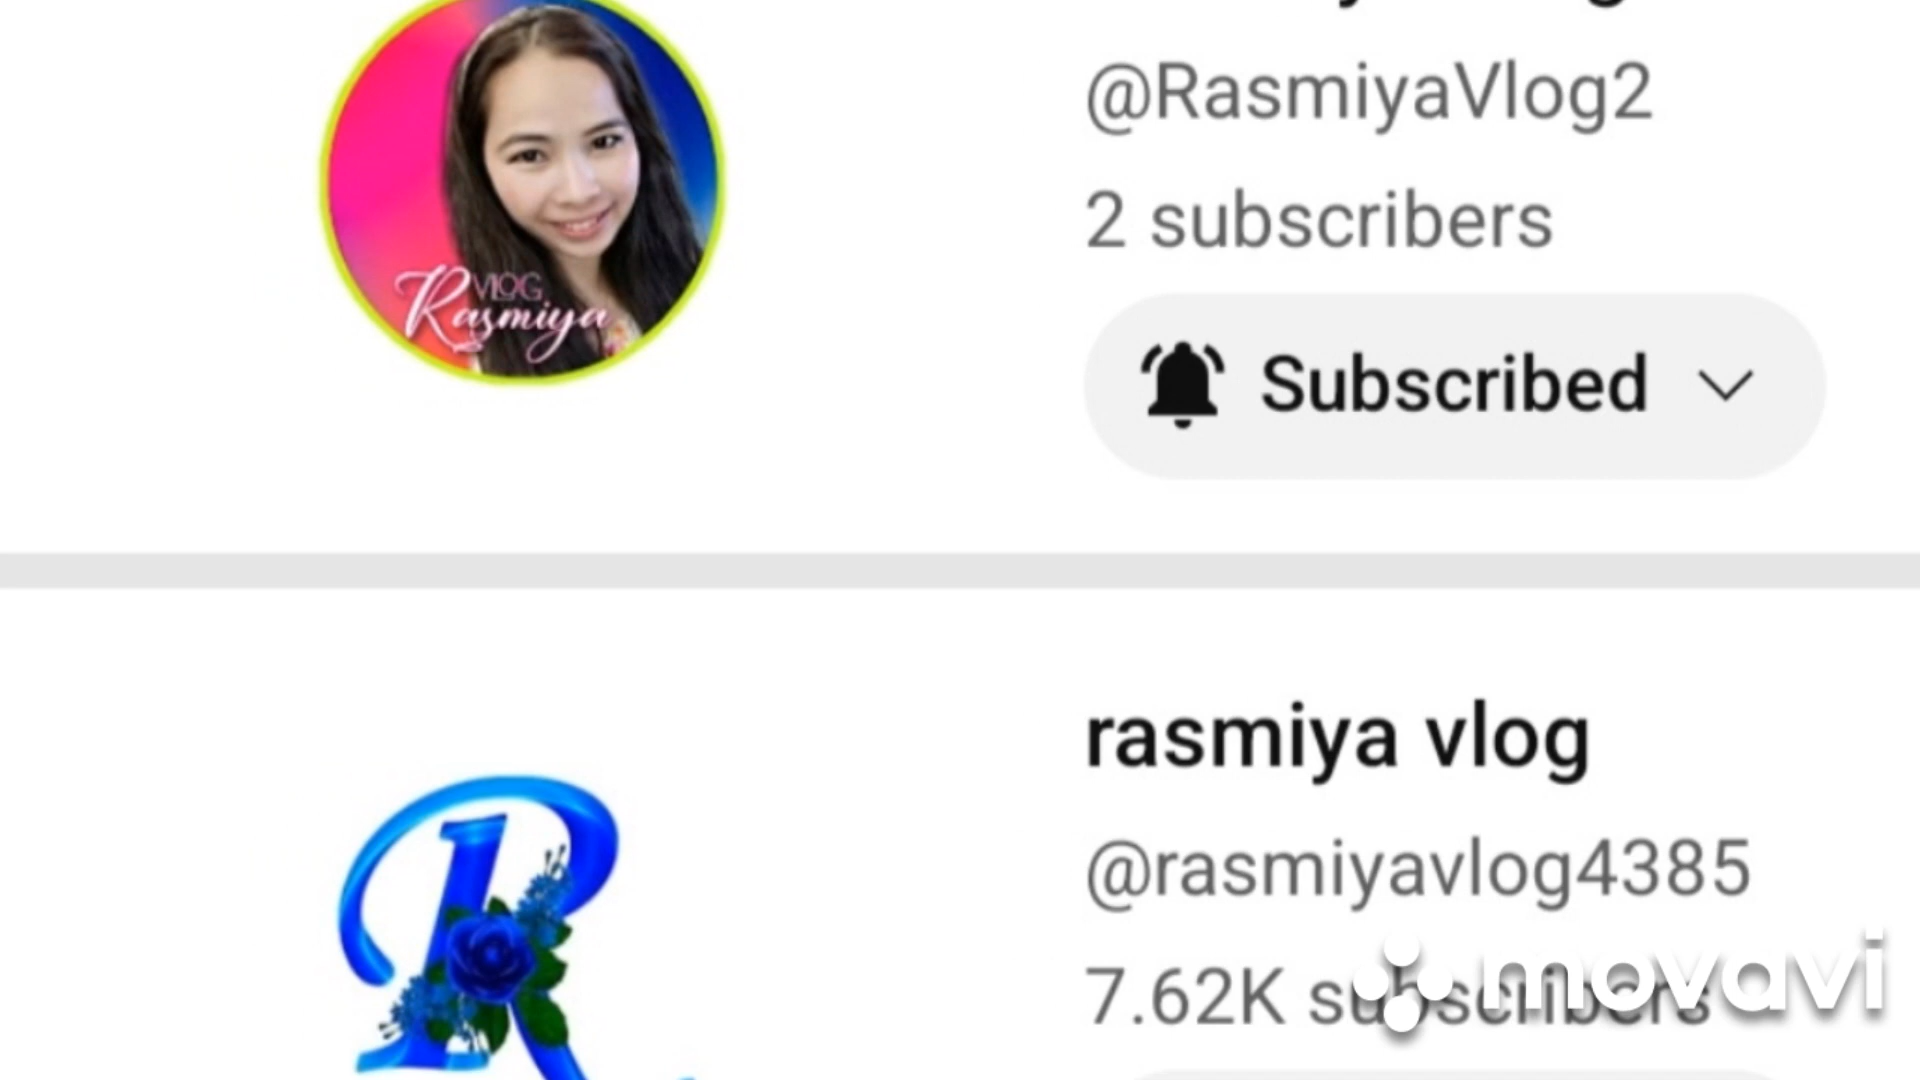 @RasmiyaVlog2
2 subscribers
VLOG
Rasmiya
Subscribed
rasmiya vlog
@rasmiyavlog4385
7.62K subscribers
movavi